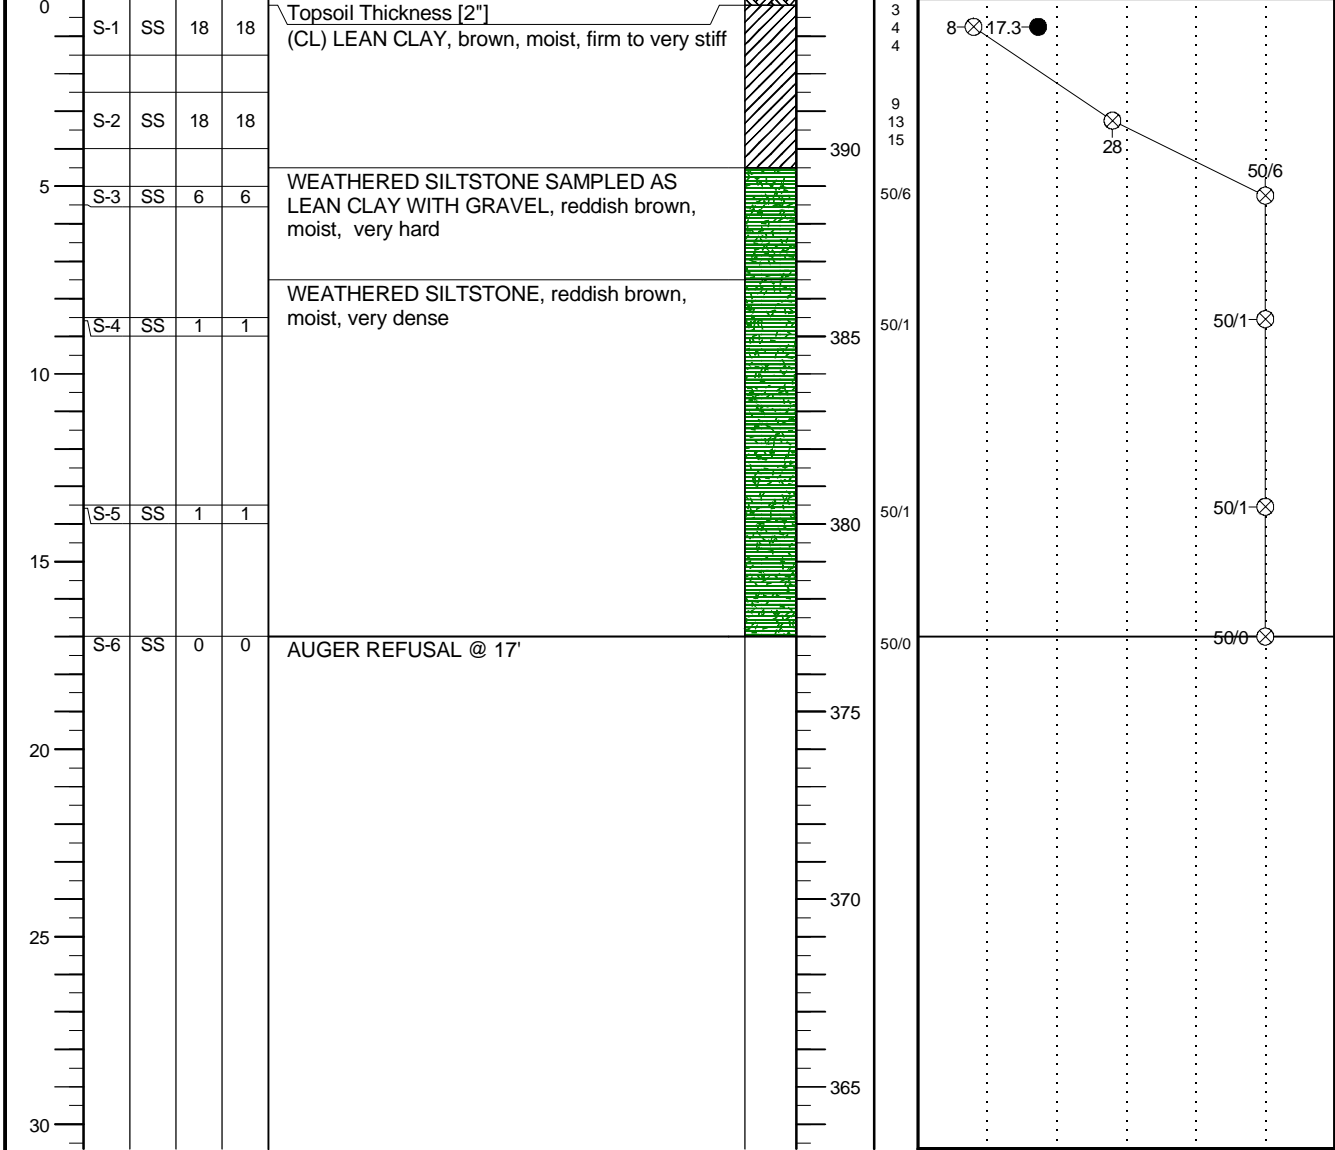 0
S-1 SS 18 18
Topsoil Thickness [2"]
(CL) LEAN CLAY, brown, moist, firm to very stiff
3
4
4
8 17.3
S-2 SS 18 18
9
13
15
28
390
5
S-3 SS 6 6
WEATHERED SILTSTONE SAMPLED AS
LEAN CLAY WITH GRAVEL, reddish brown,
moist, very hard
50/6
50/6
WEATHERED SILTSTONE, reddish brown,
moist, very dense
S-4 SS 1 1
385
50/1
50/1
10
S-5 SS 1 1
380
50/1
50/1
15
S-6 SS 0 0
AUGER REFUSAL @ 17'
50/0
50/0
375
20
370
25
365
30